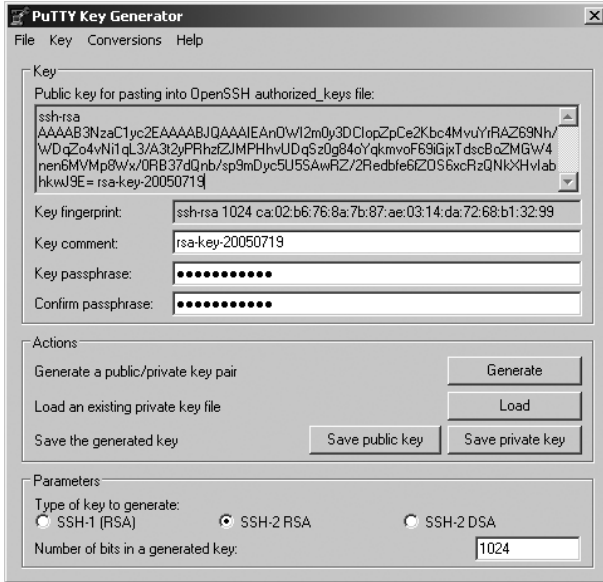 PuTTY Key Generator
File Key Conversions Help
Key
Public key for pasting into OpenSSH authorized_keys file:
ssh-rsa
AAAAB3NzaC1yc2EAAAABJQAAAIEAnOWl2m0y3DClopZpCe2Kbc4MvuYrRAZ69Nh/
WDqZo4vNi1qL3/A3t2yPRhzfZJMPHhvUDqSz0g84oYqkmvoF69iGjxTdscBoZMGW4
nen6MVMp8Wx/0RB37dQnb/sp9mDyc5U5SAwRZ/2Redbfe6fZOS6xcRzQNkXHvlab
hkwJ9E= rsa-key-20050719
Key fingerprint: ssh-rsa 1024 ca:02:b6:76:8a:7b:87:ae:03:14:da:72:68:b1:32:99
Key comment: rsa-key-20050719
Key passphrase: ●●●●●●●●●●●
Confirm passphrase: ●●●●●●●●●●●
Actions
Generate a public/private key pair Generate
Load an existing private key file Load
Save the generated key Save public key Save private key
Parameters
Type of key to generate:
SSH-1 (RSA) SSH-2 RSA SSH-2 DSA
Number of bits in a generated key: 1024